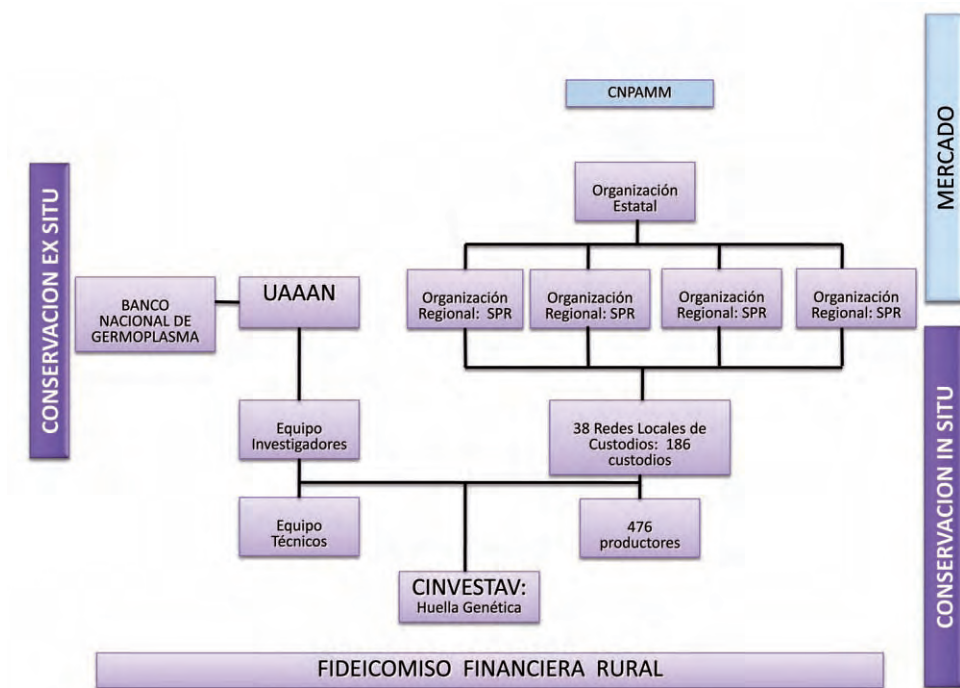 CNPAMM
MERCADO
CONSERVACION EX SITU
Organización
Estatal
BANCO
NACIONAL DE
GERMOPLASMA
UAAAN
Organización
Regional: SPR
Organización
Regional: SPR
Organización
Regional: SPR
Organización
Regional: SPR
CONSERVACION IN SITU
Equipo
Investigadores
38 Redes Locales de
Custodios: 186
custodios
Equipo
Técnicos
476
productores
CINVESTAV:
Huella Genética
FIDEICOMISO FINANCIERA RURAL